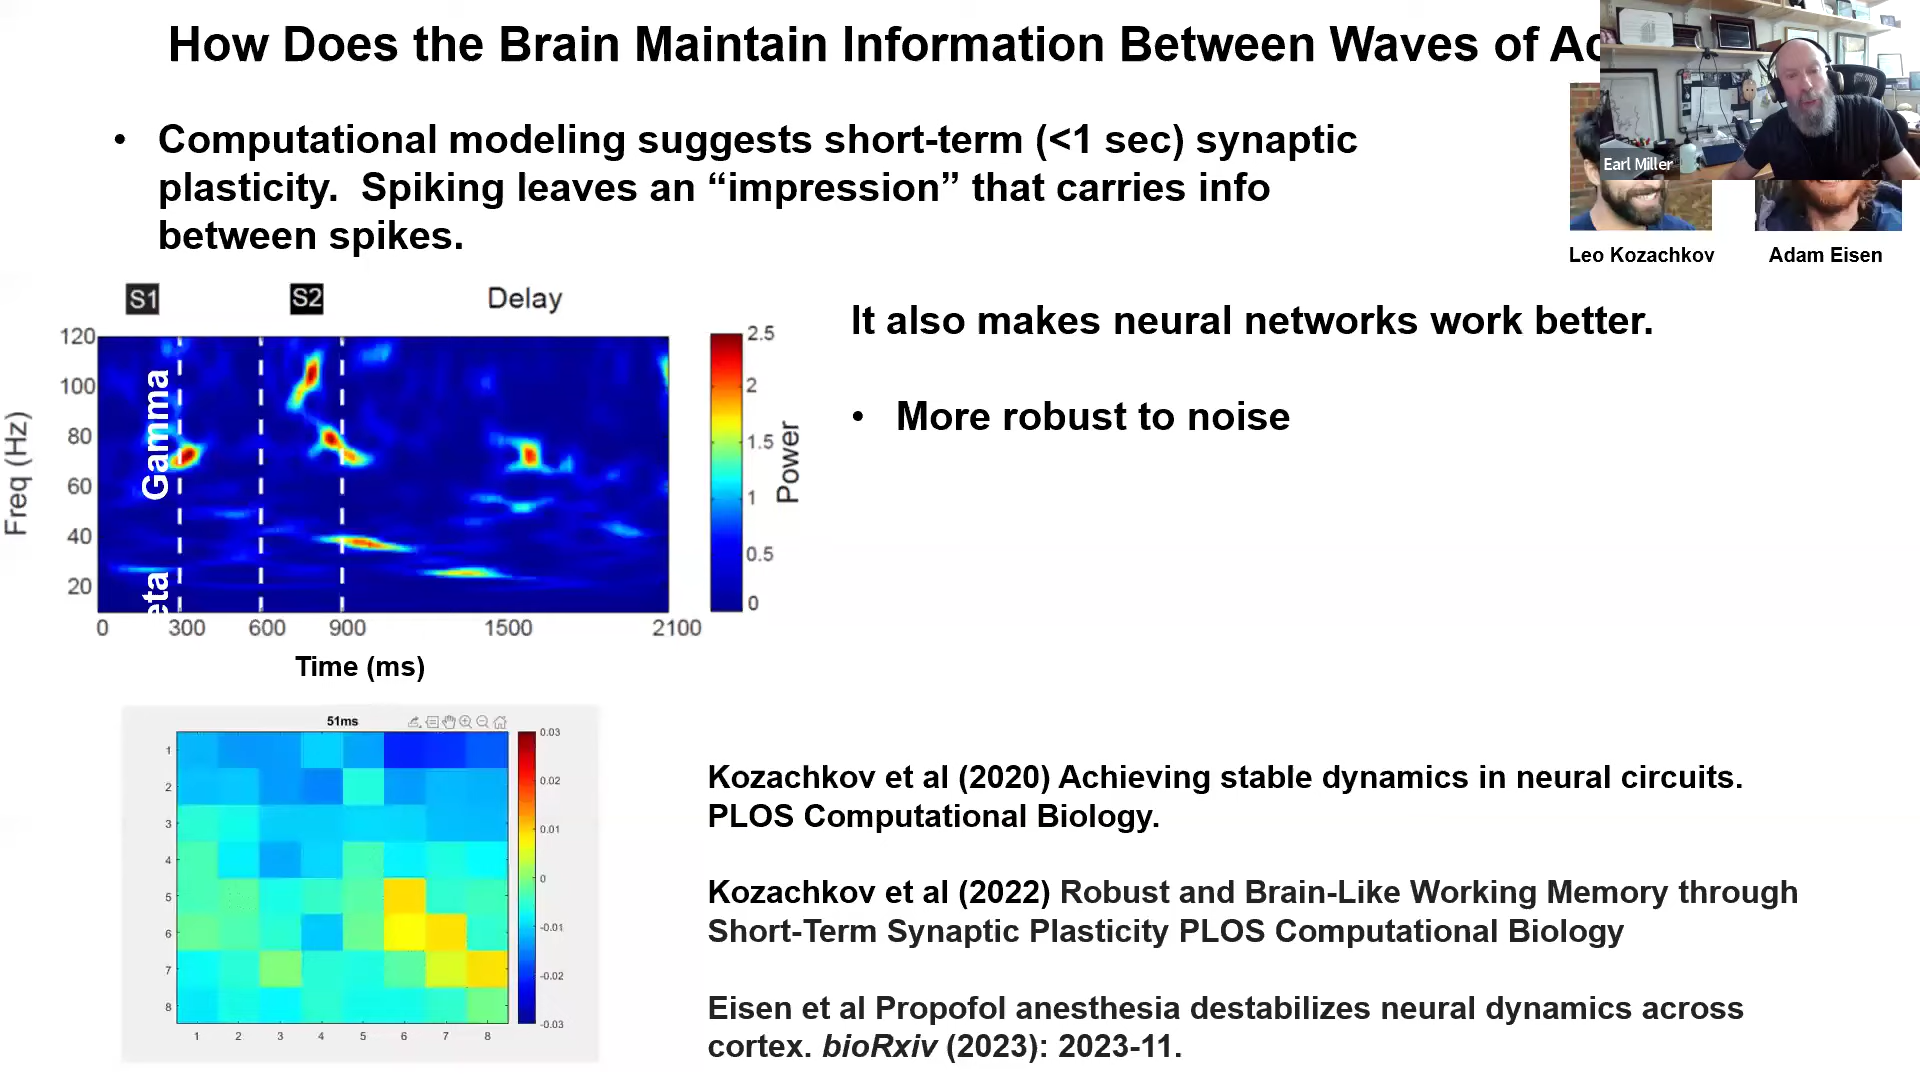 How Does the Brain Maintain Information Between Waves of
Earl Miller
Leo Kozachkov
Adam Eisen
• Computational modeling suggests short-term (<1 sec) synaptic
plasticity. Spiking leaves an “impression” that carries info
between spikes.
S1
S2
Delay
120
100
80
60
40
20
Freq (Hz)
Gamma
eta
0 300 600 900 1500 2100
Time (ms)
2.5
2
1.5
1
0.5
0
Power
It also makes neural networks work better.
• More robust to noise
51ms
1
2
3
4
5
6
7
8
1 2 3 4 5 6 7 8
0.03
0.02
0.01
0
-0.01
-0.02
-0.03
Kozachkov et al (2020) Achieving stable dynamics in neural circuits.
PLOS Computational Biology.
Kozachkov et al (2022) Robust and Brain-Like Working Memory through
Short-Term Synaptic Plasticity PLOS Computational Biology
Eisen et al Propofol anesthesia destabilizes neural dynamics across
cortex. bioRxiv (2023): 2023-11.